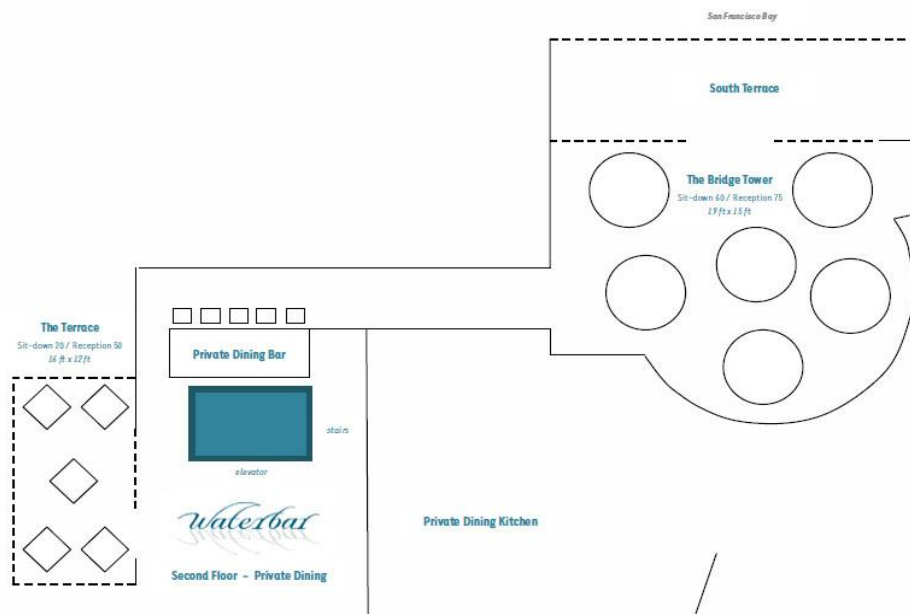 San Francisco Bay
South Terrace
The Bridge Tower
Sit-down 60 / Reception 75
19 ft x 15 ft
The Terrace
Sit-down 20 / Reception 50
16 ft x 12 ft
Private Dining Bar
stairs
elevator
Waterbar
Private Dining Kitchen
Second Floor - Private Dining